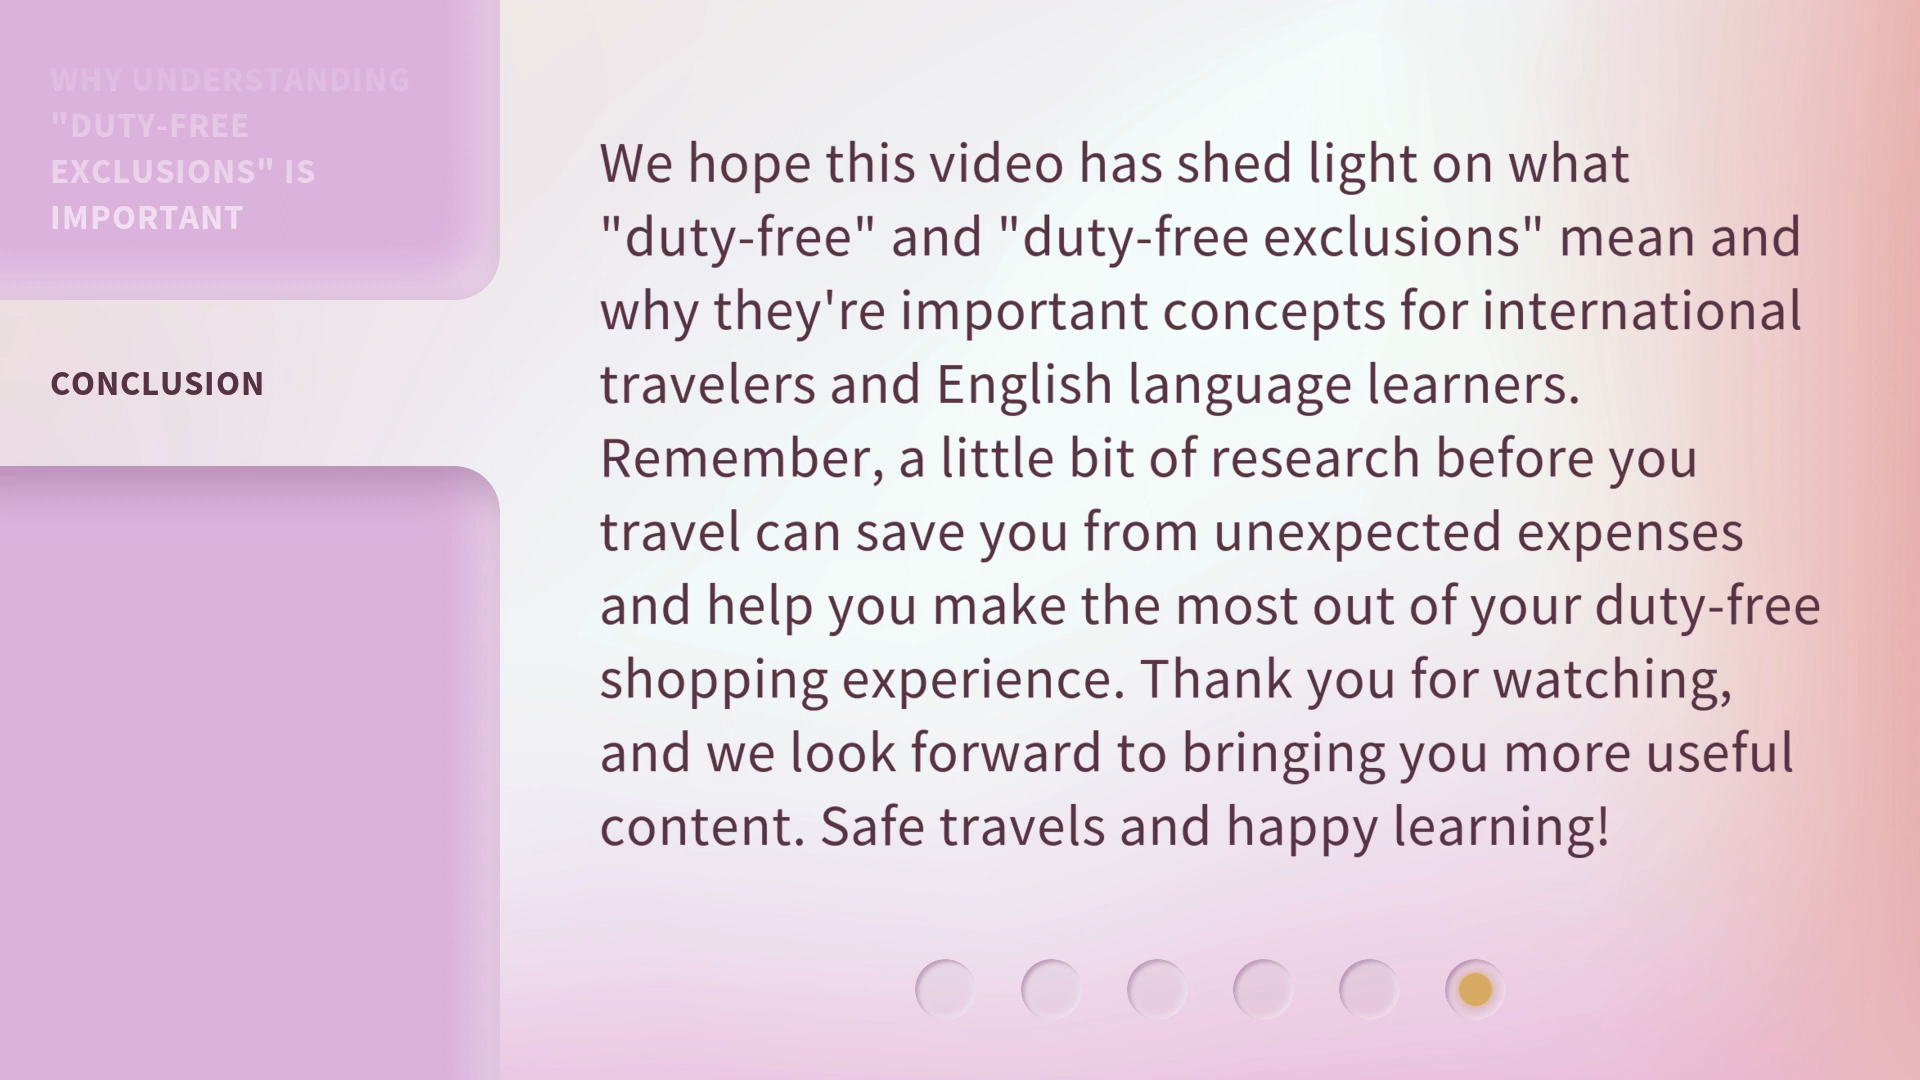 WHY UNDERSTANDING
"DUTY-FREE
EXCLUSIONS" IS
IMPORTANT
CONCLUSION
We hope this video has shed light on what
"duty-free" and "duty-free exclusions" mean and
why they're important concepts for international
travelers and English language learners.
Remember, a little bit of research before you
travel can save you from unexpected expenses
and help you make the most out of your duty-free
shopping experience. Thank you for watching,
and we look forward to bringing you more useful
content. Safe travels and happy learning!